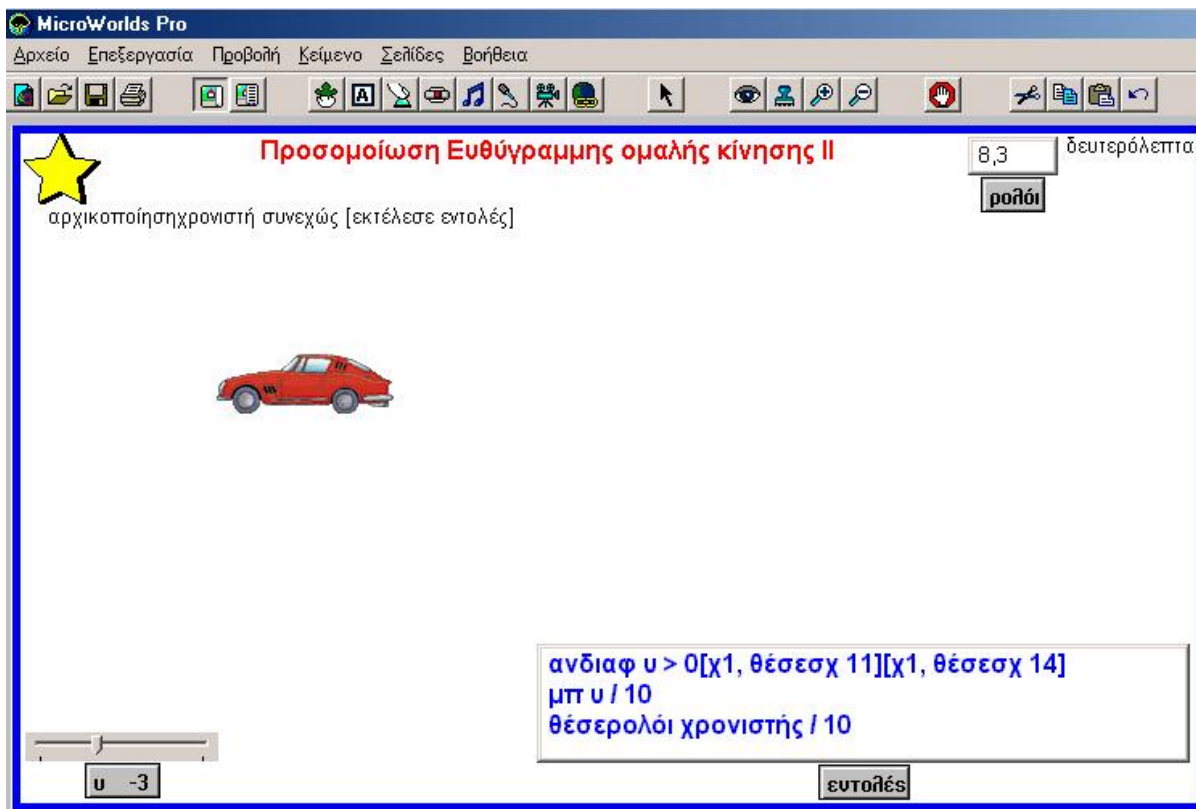 MicroWorlds Pro
Αρχείο Επεξεργασία Προβολή Κείμενο Σελίδες Βοήθεια
Προσομοίωση Ευθύγραμμης ομαλής κίνησης ΙΙ
8,3 δευτερόλεπτα
ρολόι
αρχικοποίησηχρονιστή συνεχώς [εκτέλεσε εντολές]
ανδιαφ υ > 0[χ1, θέσεσχ 11][χ1, θέσεσχ 14]
μπ υ / 10
θέσερολόι χρονιστής / 10
υ -3
εντολές